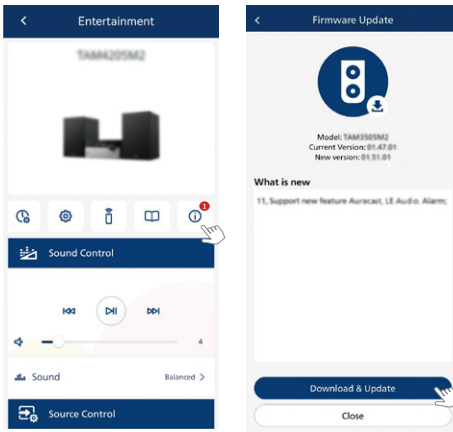 Entertainment
TAM4205M2
1
Sound Control
4
Sound
Balanced
Source Control
Firmware Update
Model: TAM3505M2
Current Version: 01.47.01
New version: 01.51.01
What is new
11, Support new feature Auracast, LE Audio. Alarm;
Download & Update
Close